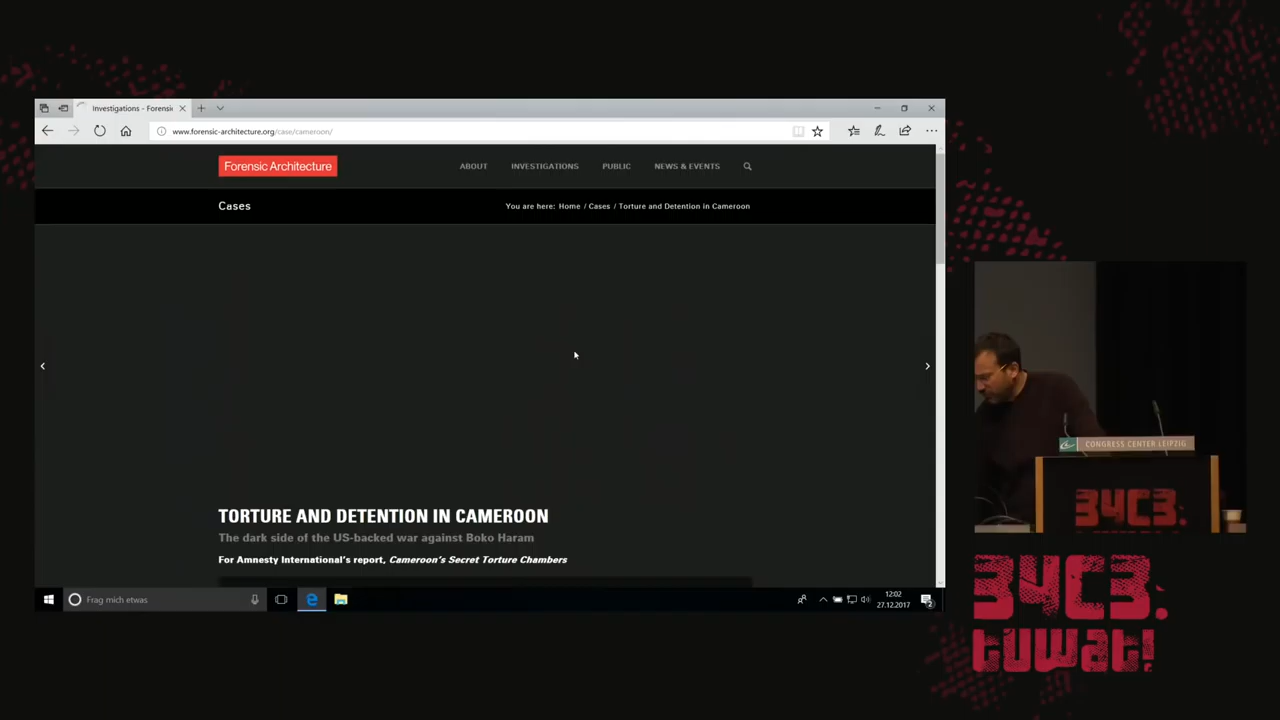 Investigations - Forensic
www.forensic-architecture.org/case/cameroon/
Forensic Architecture
ABOUT
INVESTIGATIONS
PUBLIC
NEWS & EVENTS
Cases
You are here: Home / Cases / Torture and Detention in Cameroon
TORTURE AND DETENTION IN CAMEROON
The dark side of the US-backed war against Boko Haram
For Amnesty International's report, Cameroon's Secret Torture Chambers
Frag mich etwas
12:02
27.12.2017
2
CONGRESS CENTER LEIPZIG
34C3.
34C3.
tuwat!